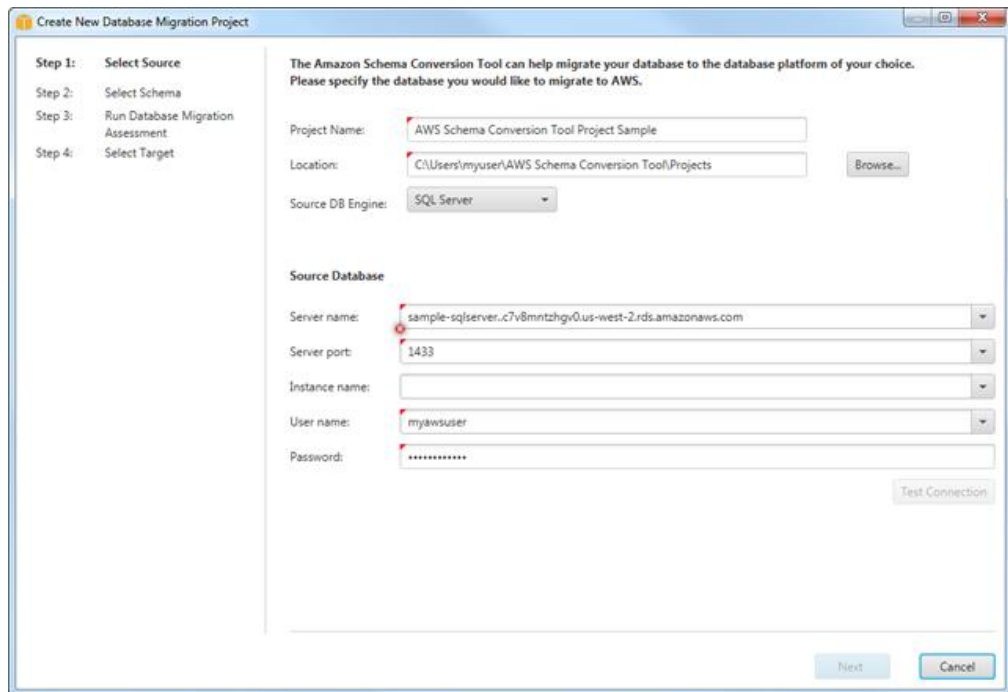 Create New Database Migration Project
Step 1: Select Source
Step 2: Select Schema
Step 3: Run Database Migration
Assessment
Step 4: Select Target
The Amazon Schema Conversion Tool can help migrate your database to the database platform of your choice.
Please specify the database you would like to migrate to AWS.
Project Name: AWS Schema Conversion Tool Project Sample
Location: C:\Users\myuser\AWS Schema Conversion Tool\Projects Browse...
Source DB Engine: SQL Server
Source Database
Server name: sample-sqlserver..c7v8mntzhgv0.us-west-2.rds.amazonaws.com
Server port: 1433
Instance name:
User name: myawsuser
Password: ••••••••••••
Test Connection
Next Cancel